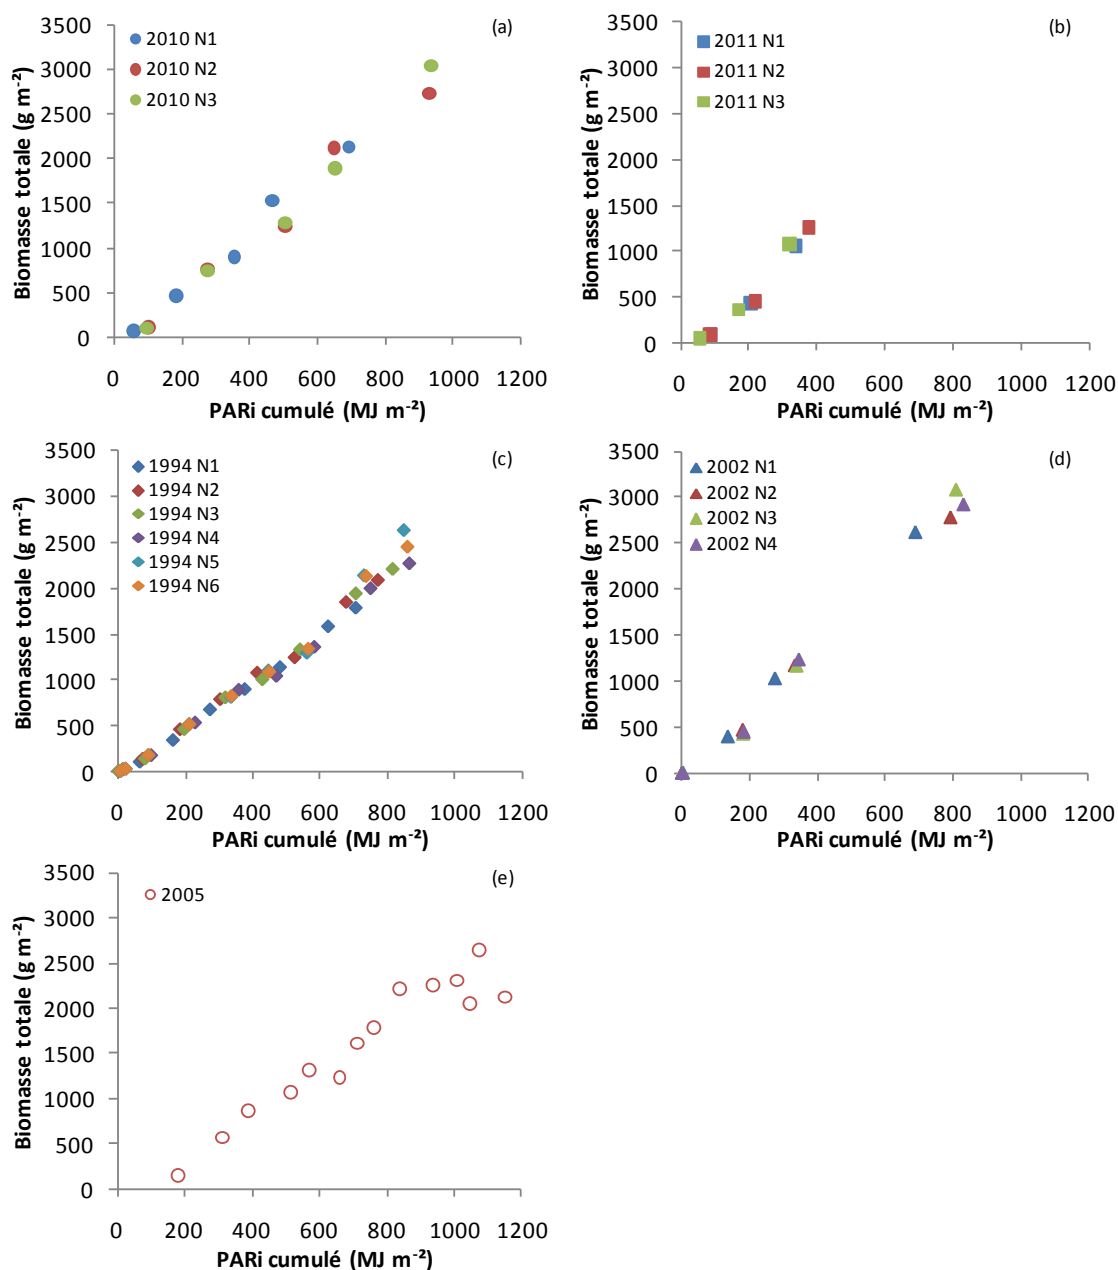 (a)
2010 N1
2010 N2
2010 N3
Biomasse totale (g m⁻²)
3500
3000
2500
2000
1500
1000
500
0
0 200 400 600 800 1000 1200
PARi cumulé (MJ m⁻²)
(b)
2011 N1
2011 N2
2011 N3
Biomasse totale (g m⁻²)
3500
3000
2500
2000
1500
1000
500
0
0 200 400 600 800 1000 1200
PARi cumulé (MJ m⁻²)
(c)
1994 N1
1994 N2
1994 N3
1994 N4
1994 N5
1994 N6
Biomasse totale (g m⁻²)
3500
3000
2500
2000
1500
1000
500
0
0 200 400 600 800 1000 1200
PARi cumulé (MJ m⁻²)
(d)
2002 N1
2002 N2
2002 N3
2002 N4
Biomasse totale (g m⁻²)
3500
3000
2500
2000
1500
1000
500
0
0 200 400 600 800 1000 1200
PARi cumulé (MJ m⁻²)
(e)
2005
Biomasse totale (g m⁻²)
3500
3000
2500
2000
1500
1000
500
0
0 200 400 600 800 1000 1200
PARi cumulé (MJ m⁻²)